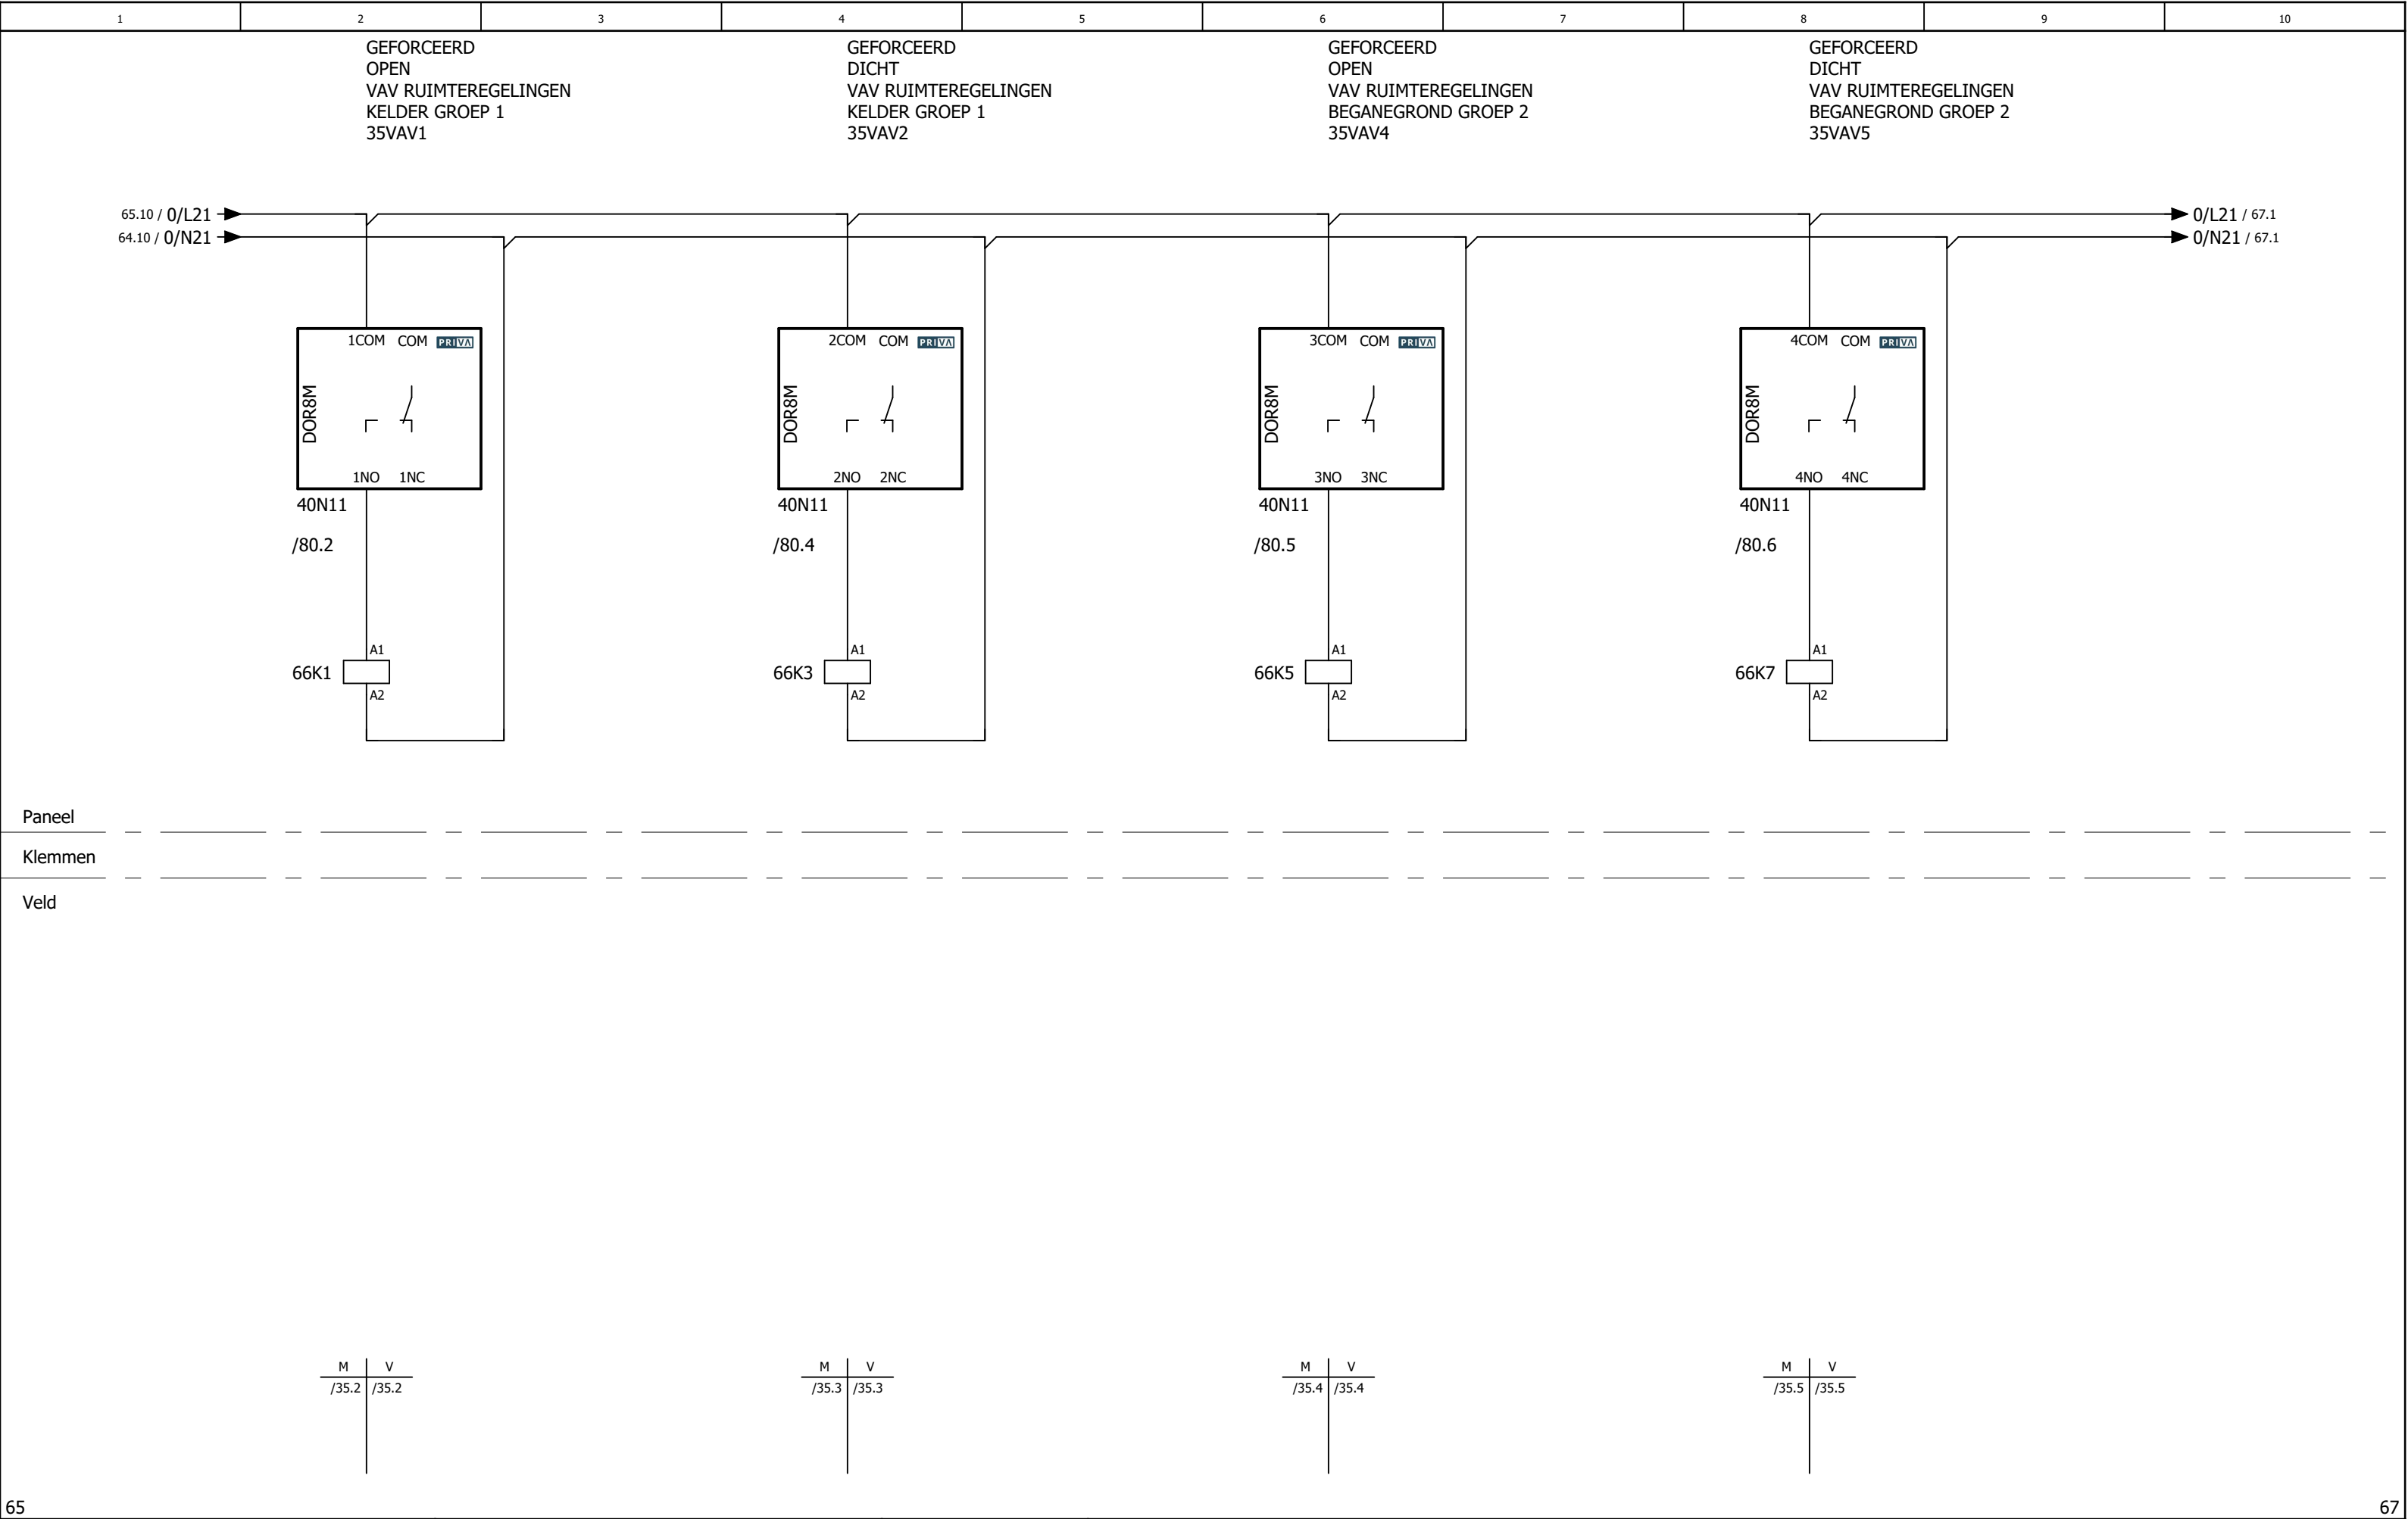 1 2 3 4 5 6 7 8 9 10
GEFORCEERD
OPEN
VAV RUIMTEREGELINGEN
KELDER GROEP 1
35VAV1
GEFORCEERD
DICHT
VAV RUIMTEREGELINGEN
KELDER GROEP 1
35VAV2
GEFORCEERD
OPEN
VAV RUIMTEREGELINGEN
BEGANEGROND GROEP 2
35VAV4
GEFORCEERD
DICHT
VAV RUIMTEREGELINGEN
BEGANEGROND GROEP 2
35VAV5
65.10 / 0/L21
0/L21 / 67.1
64.10 / 0/N21
0/N21 / 67.1
1COM COM PRIVA
DOR8M
1NO 1NC
40N11
/80.2
2COM COM PRIVA
DOR8M
2NO 2NC
40N11
/80.4
3COM COM PRIVA
DOR8M
3NO 3NC
40N11
/80.5
4COM COM PRIVA
DOR8M
4NO 4NC
40N11
/80.6
A1
66K1
A2
A1
66K3
A2
A1
66K5
A2
A1
66K7
A2
Paneel
Klemmen
Veld
M V
/35.2 /35.2
M V
/35.3 /35.3
M V
/35.4 /35.4
M V
/35.5 /35.5
65
67